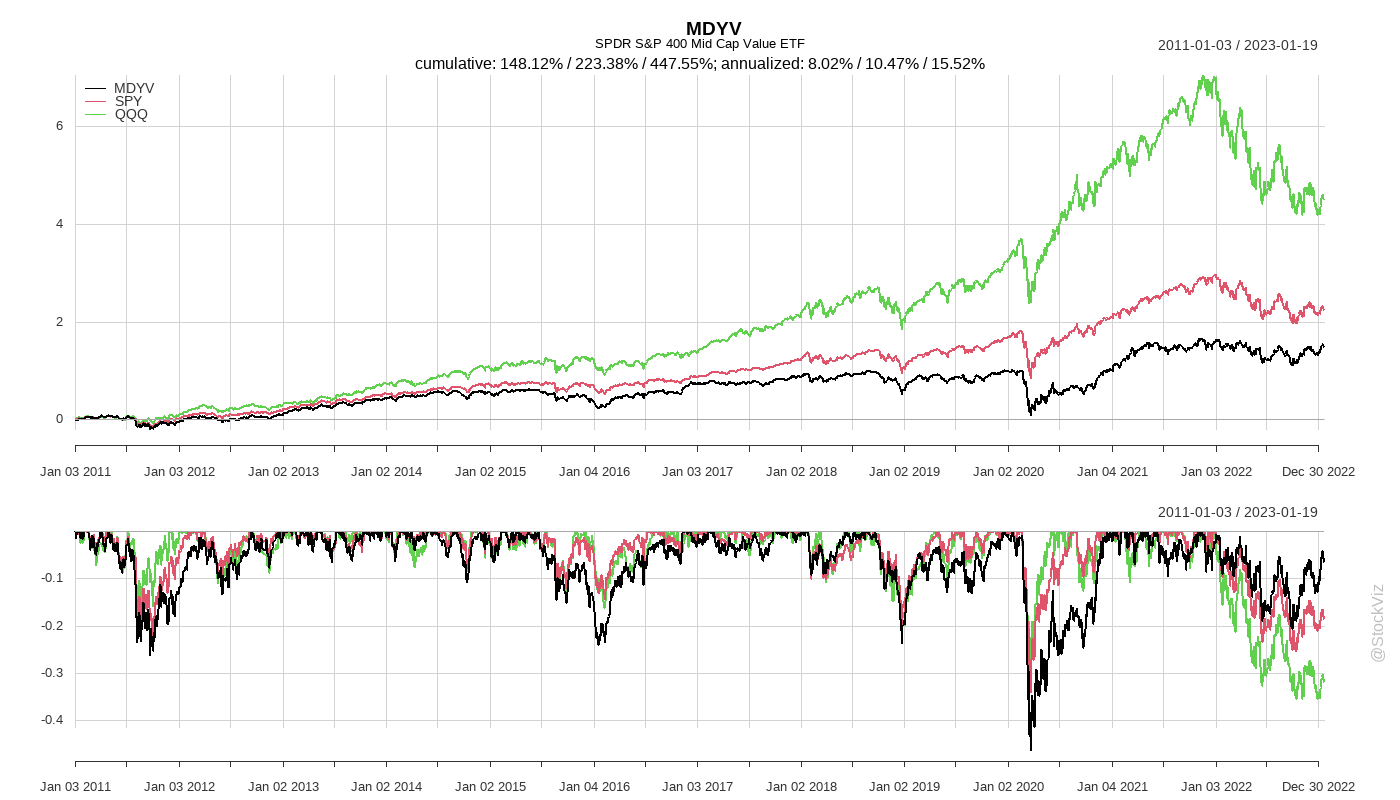 MDYV
SPDR S&P 400 Mid Cap Value ETF
2011-01-03 / 2023-01-19
cumulative: 148.12% / 223.38% / 447.55%; annualized: 8.02% / 10.47% / 15.52%
MDYV
SPY
QQQ
6
4
2
0
Jan 03 2011 Jan 03 2012 Jan 02 2013 Jan 02 2014 Jan 02 2015 Jan 04 2016 Jan 03 2017 Jan 02 2018 Jan 02 2019 Jan 02 2020 Jan 04 2021 Jan 03 2022 Dec 30 2022
2011-01-03 / 2023-01-19
-0.1
-0.2
-0.3
-0.4
Jan 03 2011 Jan 03 2012 Jan 02 2013 Jan 02 2014 Jan 02 2015 Jan 04 2016 Jan 03 2017 Jan 02 2018 Jan 02 2019 Jan 02 2020 Jan 04 2021 Jan 03 2022 Dec 30 2022
@StockViz